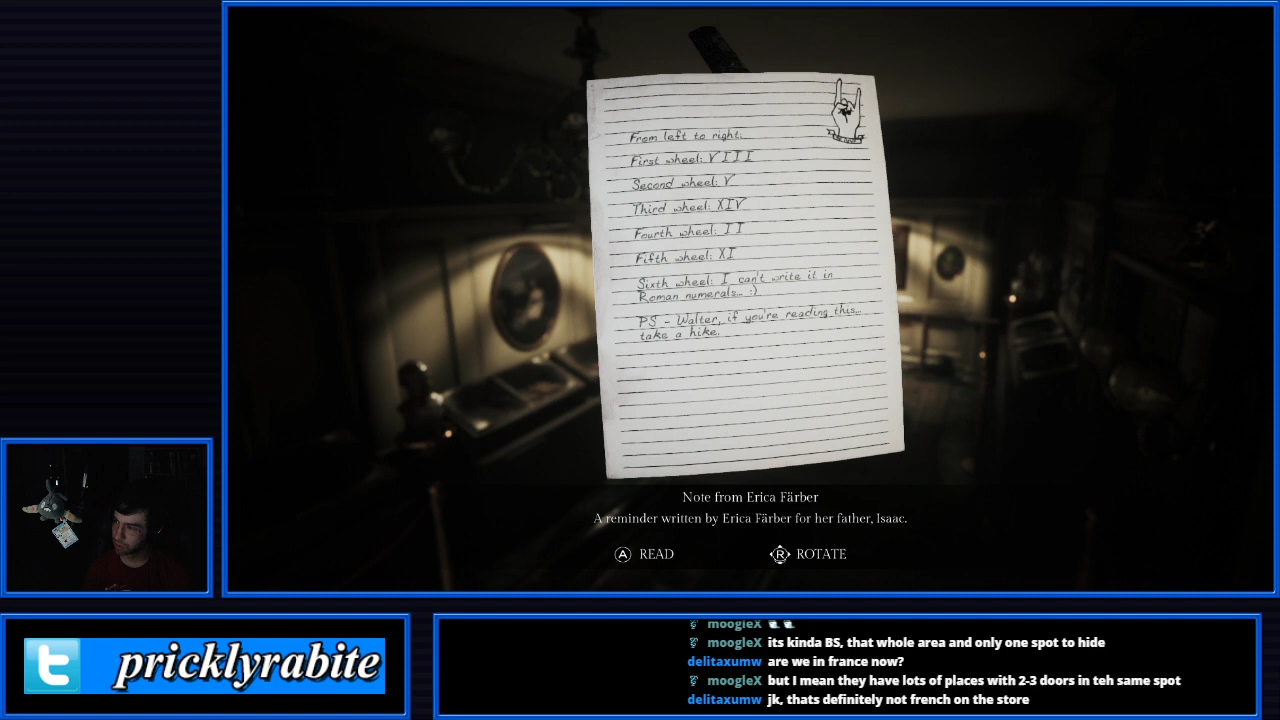 From left to right:
First wheel: VIII
Second wheel: V
Third wheel: XIV
Fourth wheel: II
Fifth wheel: XI
Sixth wheel: I can't write it in
Roman numerals... :)
PS - Walter, if you're reading this...
take a hike.
Note from Erica Färber
A reminder written by Erica Färber for her father, Isaac.
A READ
R ROTATE
pricklyrabite
moogleX
moogleX its kinda BS, that whole area and only one spot to hide
delitaxumw are we in france now?
moogleX but I mean they have lots of places with 2-3 doors in teh same spot
delitaxumw jk, thats definitely not french on the store